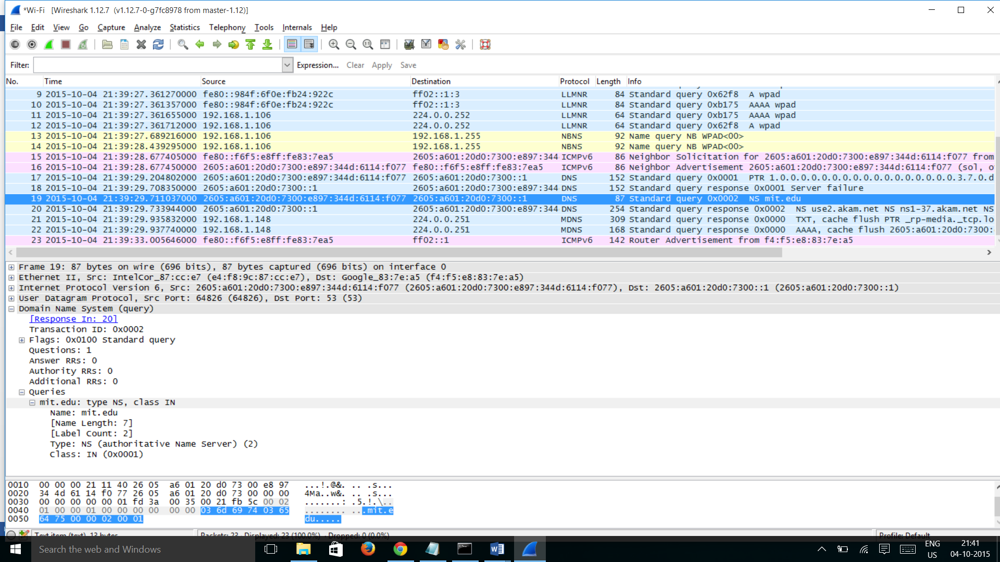 *Wi-Fi [Wireshark 1.12.7 (v1.12.7-0-g7fc8978 from master-1.12)]
File Edit View Go Capture Analyze Statistics Telephony Tools Internals Help
Filter: Expression... Clear Apply Save
No. Time Source Destination Protocol Length Info
9 2015-10-04 21:39:27.361270000 fe80::984f:6f0e:fb24:922c ff02::1:3 LLMNR 84 Standard query 0x62f8 A wpad
10 2015-10-04 21:39:27.361357000 fe80::984f:6f0e:fb24:922c ff02::1:3 LLMNR 84 Standard query 0xb175 AAAA wpad
11 2015-10-04 21:39:27.361655000 192.168.1.106 224.0.0.252 LLMNR 64 Standard query 0xb175 AAAA wpad
12 2015-10-04 21:39:27.361712000 192.168.1.106 224.0.0.252 LLMNR 64 Standard query 0x62f8 A wpad
13 2015-10-04 21:39:27.689216000 192.168.1.106 192.168.1.255 NBNS 92 Name query NB WPAD<00>
14 2015-10-04 21:39:28.439295000 192.168.1.106 192.168.1.255 NBNS 92 Name query NB WPAD<00>
15 2015-10-04 21:39:28.677405000 fe80::f6f5:e8ff:fe83:7ea5 2605:a601:20d0:7300:e897:344 ICMPv6 86 Neighbor Solicitation for 2605:a601:20d0:7300:e897:344d:6114:f077 from
16 2015-10-04 21:39:28.677450000 2605:a601:20d0:7300:e897:344d:6114:f077 fe80::f6f5:e8ff:fe83:7ea5 ICMPv6 86 Neighbor Advertisement 2605:a601:20d0:7300:e897:344d:6114:f077 (sol, o
17 2015-10-04 21:39:29.204802000 2605:a601:20d0:7300:e897:344d:6114:f077 2605:a601:20d0:7300::1 DNS 152 Standard query 0x0001 PTR 1.0.0.0.0.0.0.0.0.0.0.0.0.0.0.0.0.0.3.7.0.d
18 2015-10-04 21:39:29.708350000 2605:a601:20d0:7300::1 2605:a601:20d0:7300:e897:344 DNS 152 Standard query response 0x0001 Server failure
19 2015-10-04 21:39:29.711037000 2605:a601:20d0:7300:e897:344d:6114:f077 2605:a601:20d0:7300::1 DNS 87 Standard query 0x0002 NS mit.edu
20 2015-10-04 21:39:29.733944000 2605:a601:20d0:7300::1 2605:a601:20d0:7300:e897:344 DNS 254 Standard query response 0x0002 NS use2.akam.net NS ns1-37.akam.net NS
21 2015-10-04 21:39:29.935832000 192.168.1.148 224.0.0.251 MDNS 309 Standard query response 0x0000 TXT, cache flush PTR _rp-media._tcp.lo
22 2015-10-04 21:39:29.937740000 192.168.1.148 224.0.0.251 MDNS 168 Standard query response 0x0000 AAAA, cache flush 2605:a601:20d0:7300:
23 2015-10-04 21:39:33.005646000 fe80::f6f5:e8ff:fe83:7ea5 ff02::1 ICMPv6 142 Router Advertisement from f4:f5:e8:83:7e:a5
Frame 19: 87 bytes on wire (696 bits), 87 bytes captured (696 bits) on interface 0
Ethernet II, Src: IntelCor_87:cc:e7 (e4:f8:9c:87:cc:e7), Dst: Google_83:7e:a5 (f4:f5:e8:83:7e:a5)
Internet Protocol Version 6, Src: 2605:a601:20d0:7300:e897:344d:6114:f077 (2605:a601:20d0:7300:e897:344d:6114:f077), Dst: 2605:a601:20d0:7300::1 (2605:a601:20d0:7300::1)
User Datagram Protocol, Src Port: 64826 (64826), Dst Port: 53 (53)
Domain Name System (query)
[Response In: 20]
Transaction ID: 0x0002
Flags: 0x0100 Standard query
Questions: 1
Answer RRs: 0
Authority RRs: 0
Additional RRs: 0
Queries
mit.edu: type NS, class IN
Name: mit.edu
[Name Length: 7]
[Label Count: 2]
Type: NS (authoritative Name Server) (2)
Class: IN (0x0001)
0010 00 00 00 21 11 40 26 05 a6 01 20 d0 73 00 e8 97 ...!.@&. .. .s...
0020 34 4d 61 14 f0 77 26 05 a6 01 20 d0 73 00 00 00 4Ma..w&. .. .s...
0030 00 00 00 00 00 01 fd 3a 00 35 00 21 fb 5c 00 02 .......: .5.!.\..
0040 01 00 00 01 00 00 00 00 00 00 03 6d 69 74 03 65 ........ ...mit.e
0050 64 75 00 00 02 00 01 du.....
Text item (text), 13 bytes Packets: 23 · Displayed: 23 (100.0%) · Dropped: 0 (0.0%) Profile: Default
Search the web and Windows
ENG
US
21:41
04-10-2015